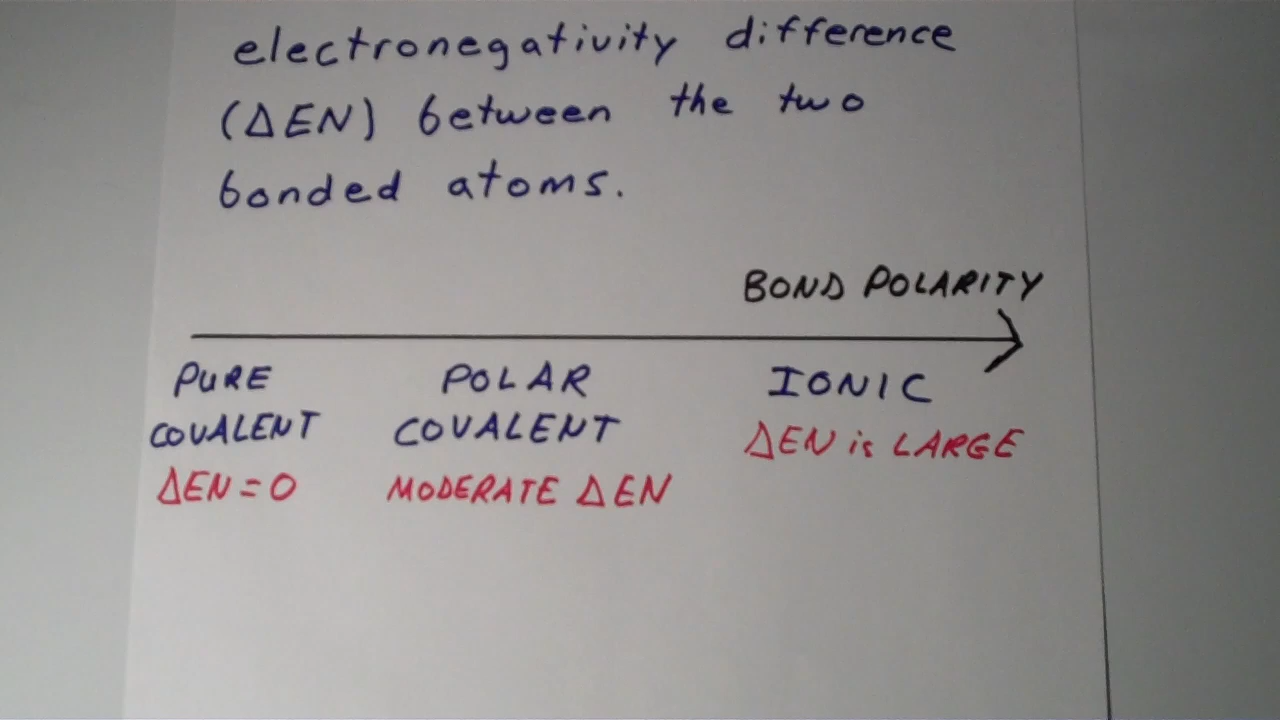 electronegativity difference
(ΔEN) between the two
bonded atoms.
BOND POLARITY
PURE
COVALENT
ΔEN = 0
POLAR
COVALENT
MODERATE ΔEN
IONIC
ΔEN is LARGE